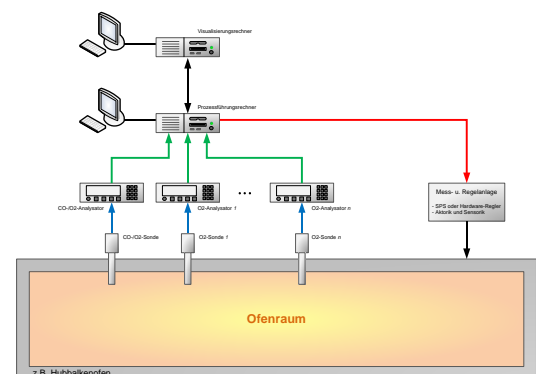 Visualisierungsrechner
Prozessführungsrechner
CO-/O2-Analysator
O2-Analysator 1
...
O2-Analysator n
Mess- u. Regelanlage
- SPS oder Hardware-Regler
- Aktorik und Sensorik
CO-/O2-Sonde
O2-Sonde 1
O2-Sonde n
Ofenraum
z.B. Hubbalkenofen